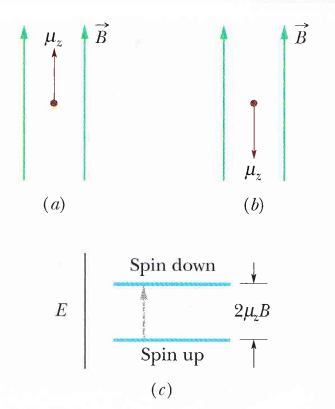 μz B⃗
B⃗ μz
(a) (b)
Spin down
E 2μzB
Spin up
(c)